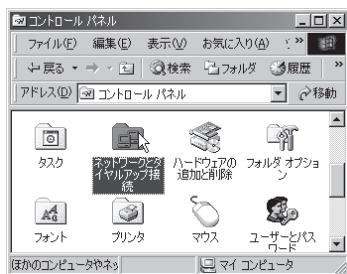 コントロール パネル
ファイル(F) 編集(E) 表示(V) お気に入り(A) »
戻る 検索 フォルダ 履歴 »
アドレス(D) コントロール パネル 移動
タスク
ネットワークとダイヤルアップ接続
ハードウェアの追加と削除
フォルダ オプション
フォント
プリンタ
マウス
ユーザーとパスワード
ほかのコンピュータやネッ マイ コンピュータ